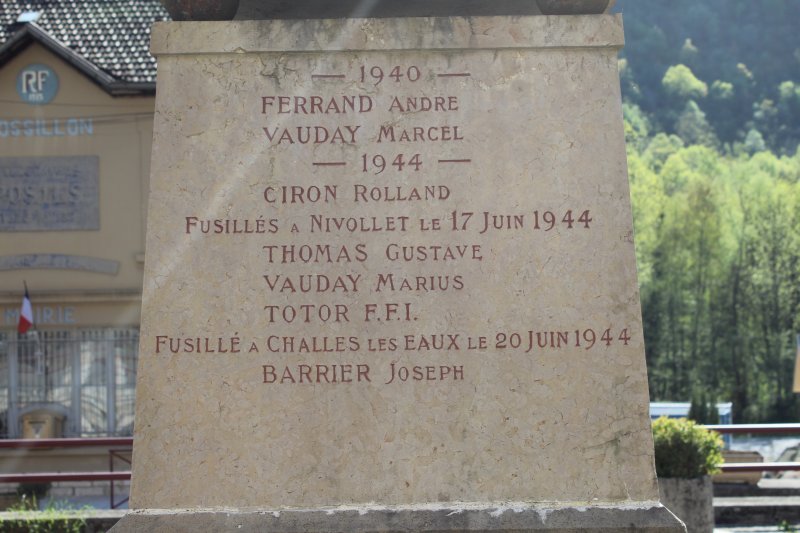 RF
OSSILLON
POSTES
MAIRIE
— 1940 —
FERRAND ANDRE
VAUDAY MARCEL
— 1944 —
CIRON ROLLAND
FUSILLÉS A NIVOLLET LE 17 JUIN 1944
THOMAS GUSTAVE
VAUDAY MARIUS
TOTOR F.F.I.
FUSILLÉ A CHALLES LES EAUX LE 20 JUIN 1944
BARRIER JOSEPH